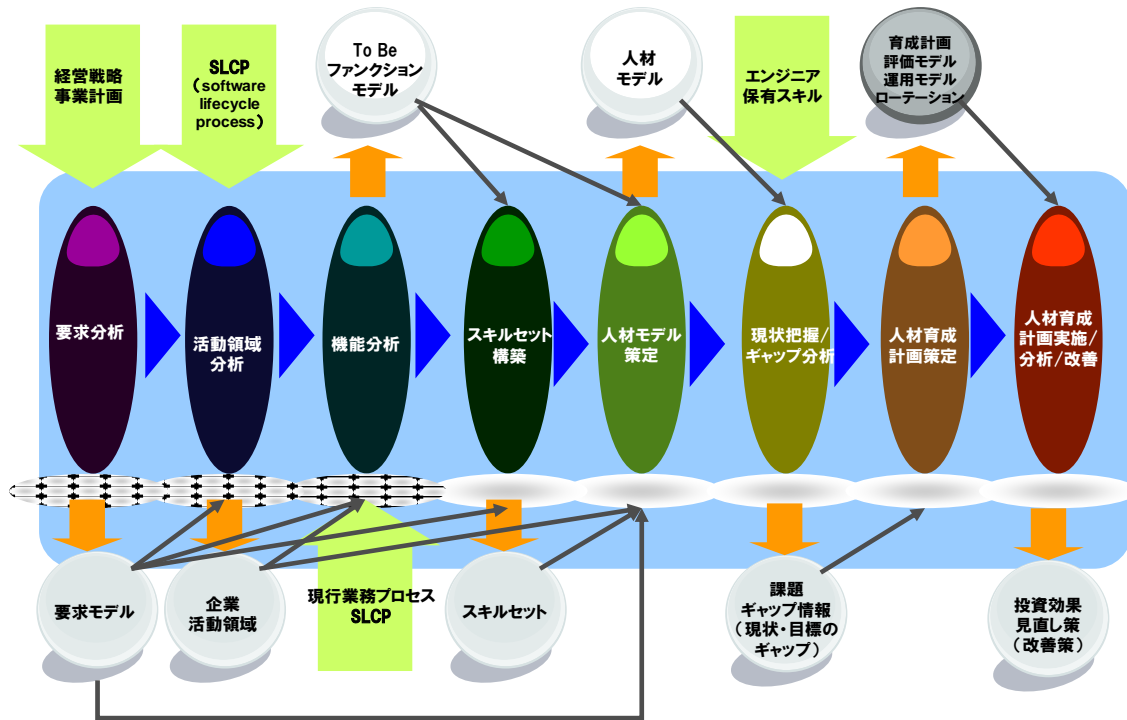 経営戦略
事業計画
SLCP
(software
lifecycle
process)
To Be
ファンクション
モデル
人材
モデル
エンジニア
保有スキル
育成計画
評価モデル
運用モデル
ローテーション
要求分析
活動領域
分析
機能分析
スキルセット
構築
人材モデル
策定
現状把握/
ギャップ分析
人材育成
計画策定
人材育成
計画実施/
分析/改善
要求モデル
企業
活動領域
現行業務プロセス
SLCP
スキルセット
課題
ギャップ情報
(現状・目標の
ギャップ)
投資効果
見直し策
(改善策)